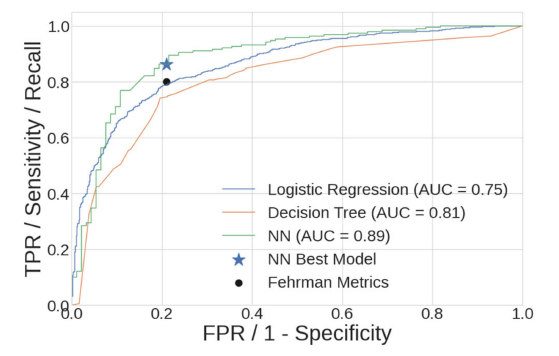 TPR / Sensitivity / Recall
1.0
0.8
0.6
0.4
0.2
0.0
Logistic Regression (AUC = 0.75)
Decision Tree (AUC = 0.81)
NN (AUC = 0.89)
NN Best Model
Fehrman Metrics
0.0 0.2 0.4 0.6 0.8 1.0
FPR / 1 - Specificity